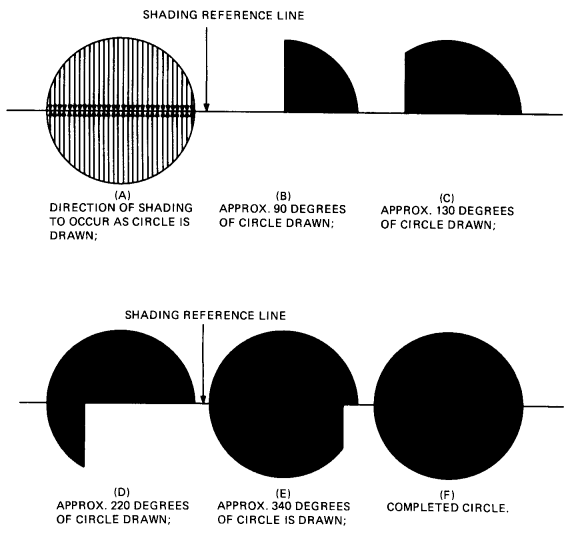 SHADING REFERENCE LINE
(A)
DIRECTION OF SHADING
TO OCCUR AS CIRCLE IS
DRAWN;
(B)
APPROX. 90 DEGREES
OF CIRCLE DRAWN;
(C)
APPROX. 130 DEGREES
OF CIRCLE DRAWN;
SHADING REFERENCE LINE
(D)
APPROX. 220 DEGREES
OF CIRCLE DRAWN;
(E)
APPROX. 340 DEGREES
OF CIRCLE IS DRAWN;
(F)
COMPLETED CIRCLE.